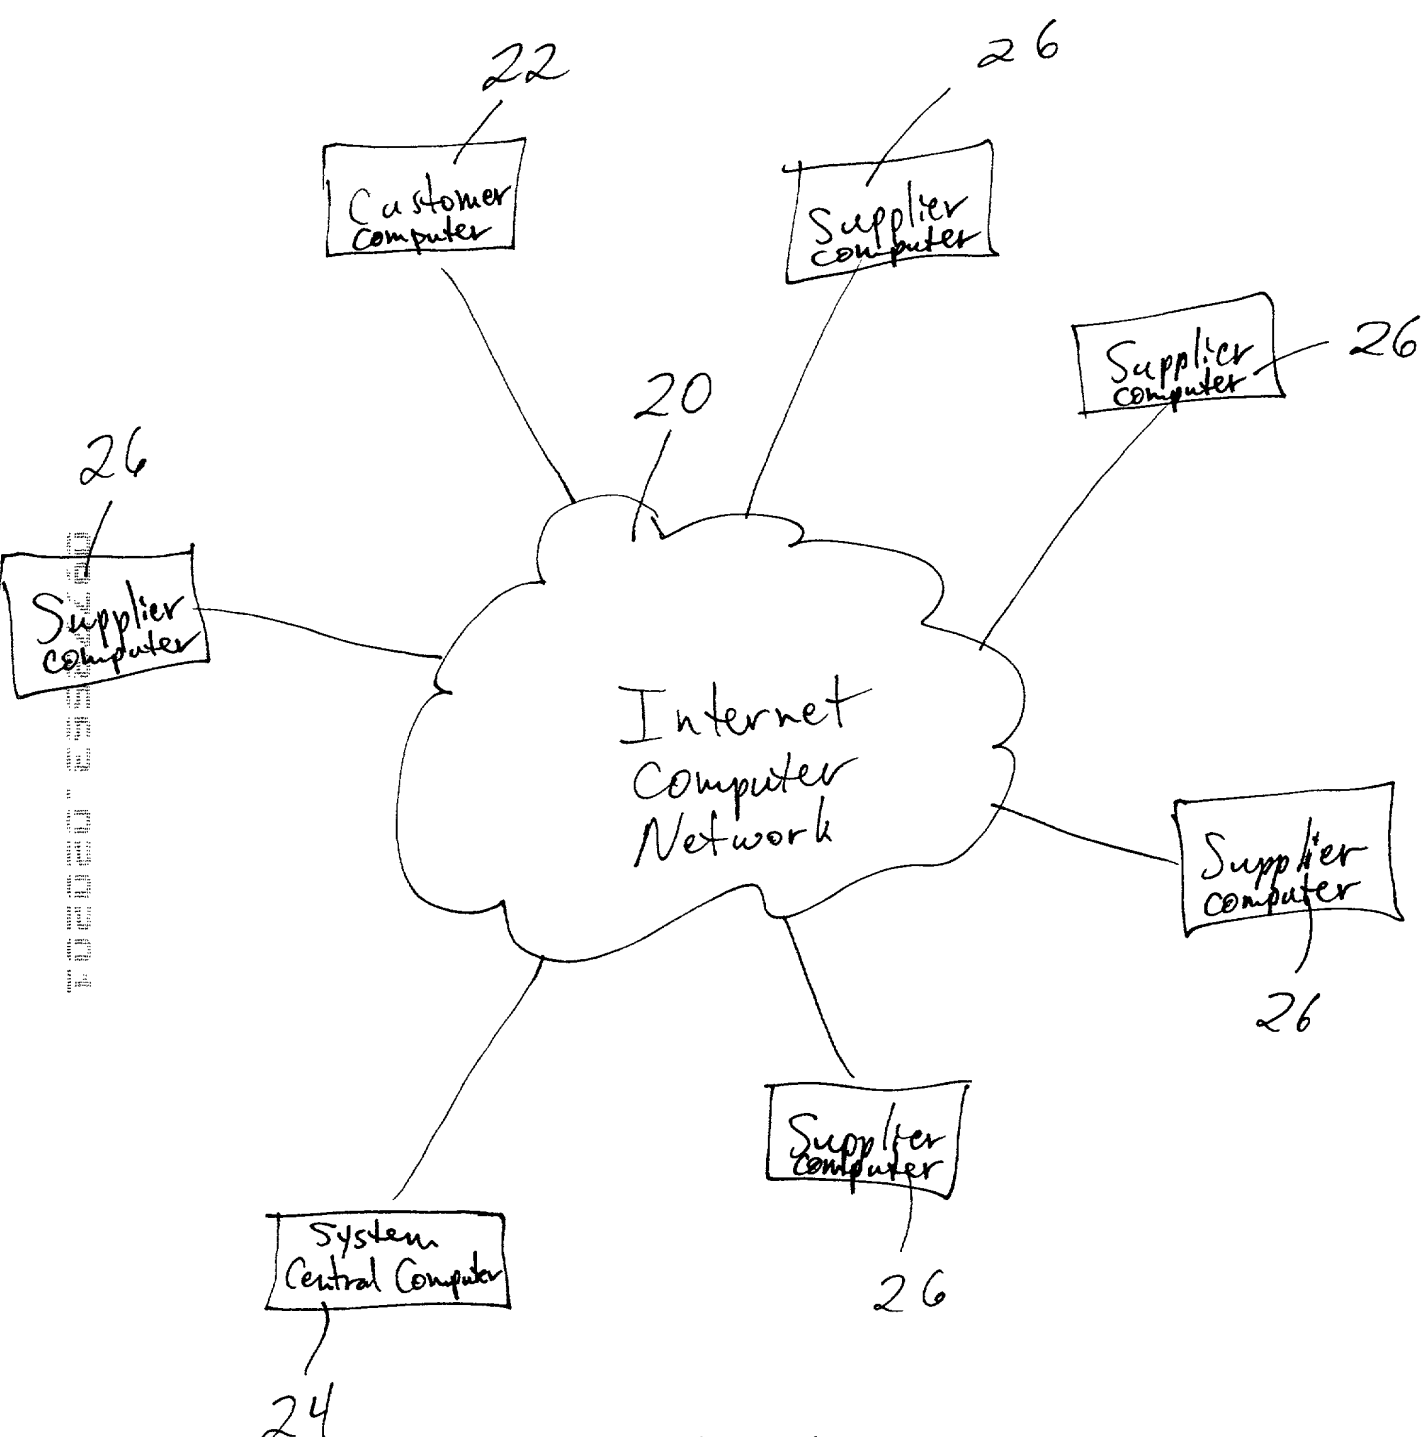 22
26
Customer
computer
Supplier
computer
26
Supplier
computer
20
26
Supplier
computer
Internet
Computer
Network
Supplier
computer
26
Supplier
computer
26
System
Central Computer
24